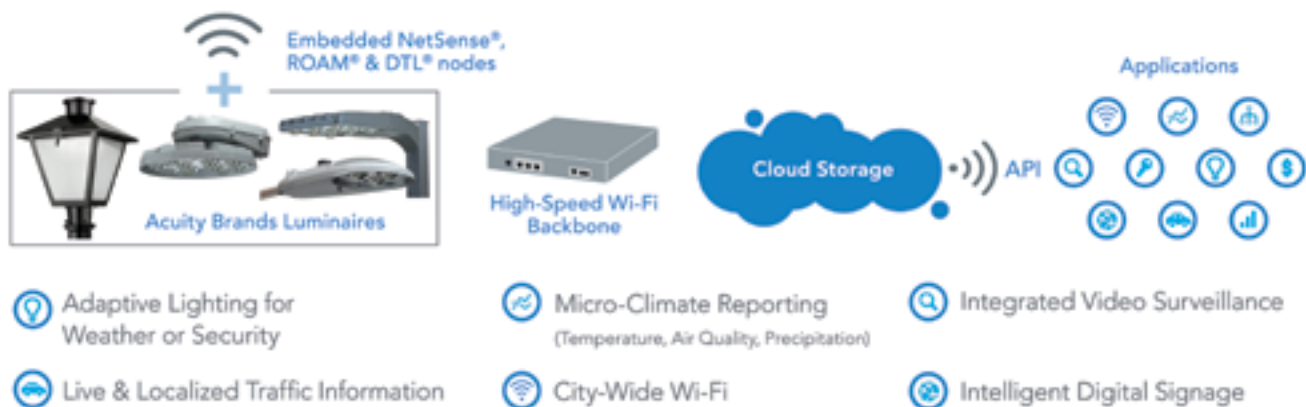 Embedded NetSense®,
ROAM® & DTL® nodes
Applications
Cloud Storage
API
High-Speed Wi-Fi
Backbone
Acuity Brands Luminaires
Adaptive Lighting for
Weather or Security
Micro-Climate Reporting
(Temperature, Air Quality, Precipitation)
Integrated Video Surveillance
Live & Localized Traffic Information
City-Wide Wi-Fi
Intelligent Digital Signage